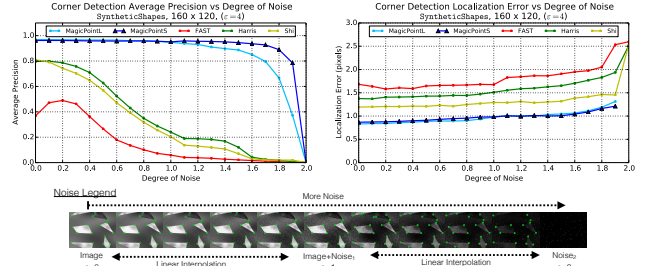 Corner Detection Average Precision vs Degree of Noise
SyntheticShapes, 160 x 120, (ε=4)
MagicPointL MagicPointS FAST Harris Shi
1.0
0.8
0.6
0.4
0.2
0.0
Average Precision
0.0 0.2 0.4 0.6 0.8 1.0 1.2 1.4 1.6 1.8 2.0
Degree of Noise
Corner Detection Localization Error vs Degree of Noise
SyntheticShapes, 160 x 120, (ε=4)
MagicPointL MagicPointS FAST Harris Shi
3.0
2.5
2.0
1.5
1.0
0.5
0.0
Localization Error (pixels)
0.0 0.2 0.4 0.6 0.8 1.0 1.2 1.4 1.6 1.8 2.0
Degree of Noise
Noise Legend
More Noise
Image Image+Noise₁ Noise₂
Linear Interpolation Linear Interpolation